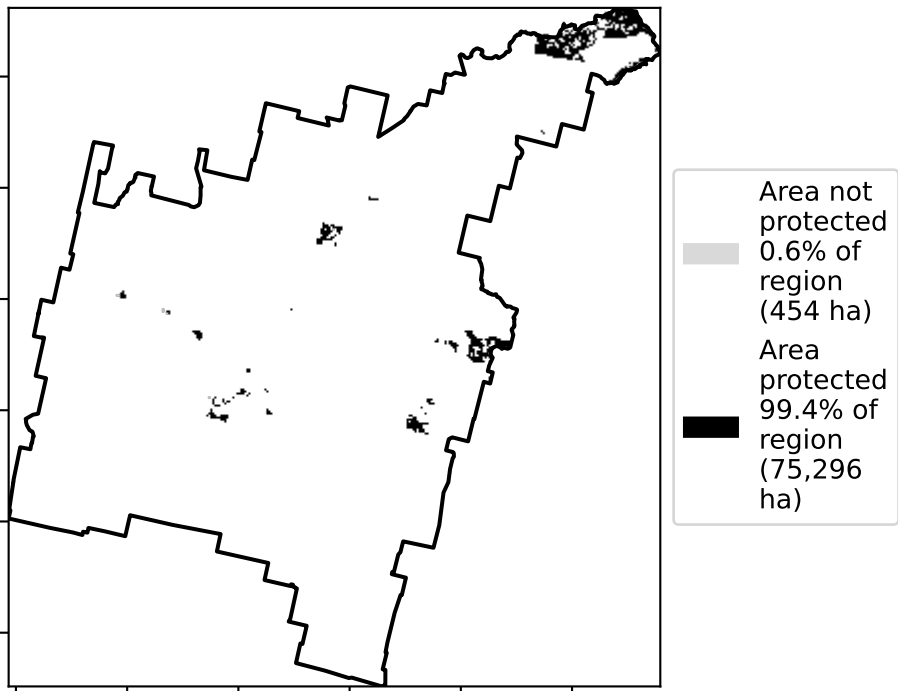 Area not
protected
0.6% of
region
(454 ha)
Area
protected
99.4% of
region
(75,296
ha)